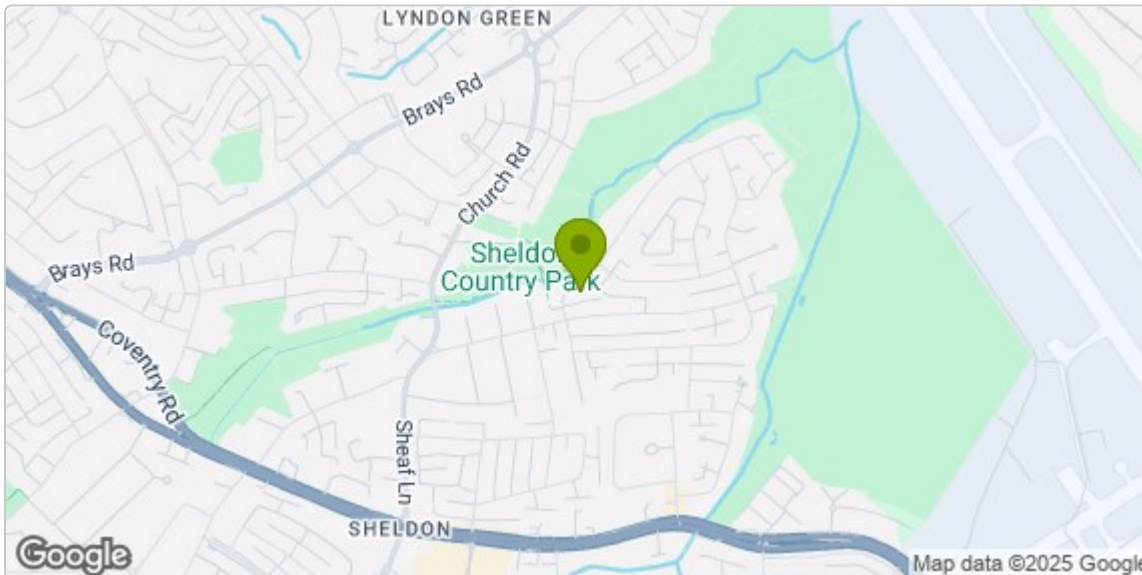 LYNDON GREEN
Brays Rd
Church Rd
Sheldon
Country Park
Brays Rd
Coventry Rd
Sheaf Ln
SHELDON
Google
Map data ©2025 Google